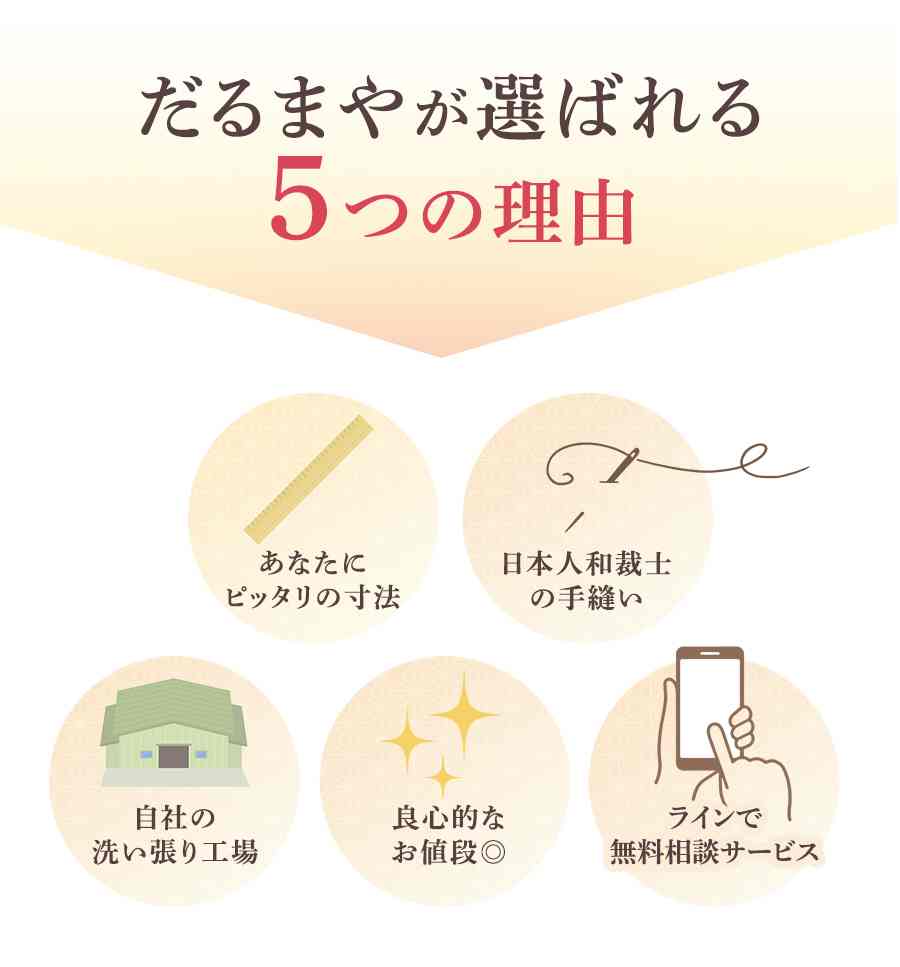 だるまやが選ばれる
5つの理由
あなたに
ピッタリの寸法
日本人和裁士
の手縫い
自社の
洗い張り工場
良心的な
お値段◎
ラインで
無料相談サービス